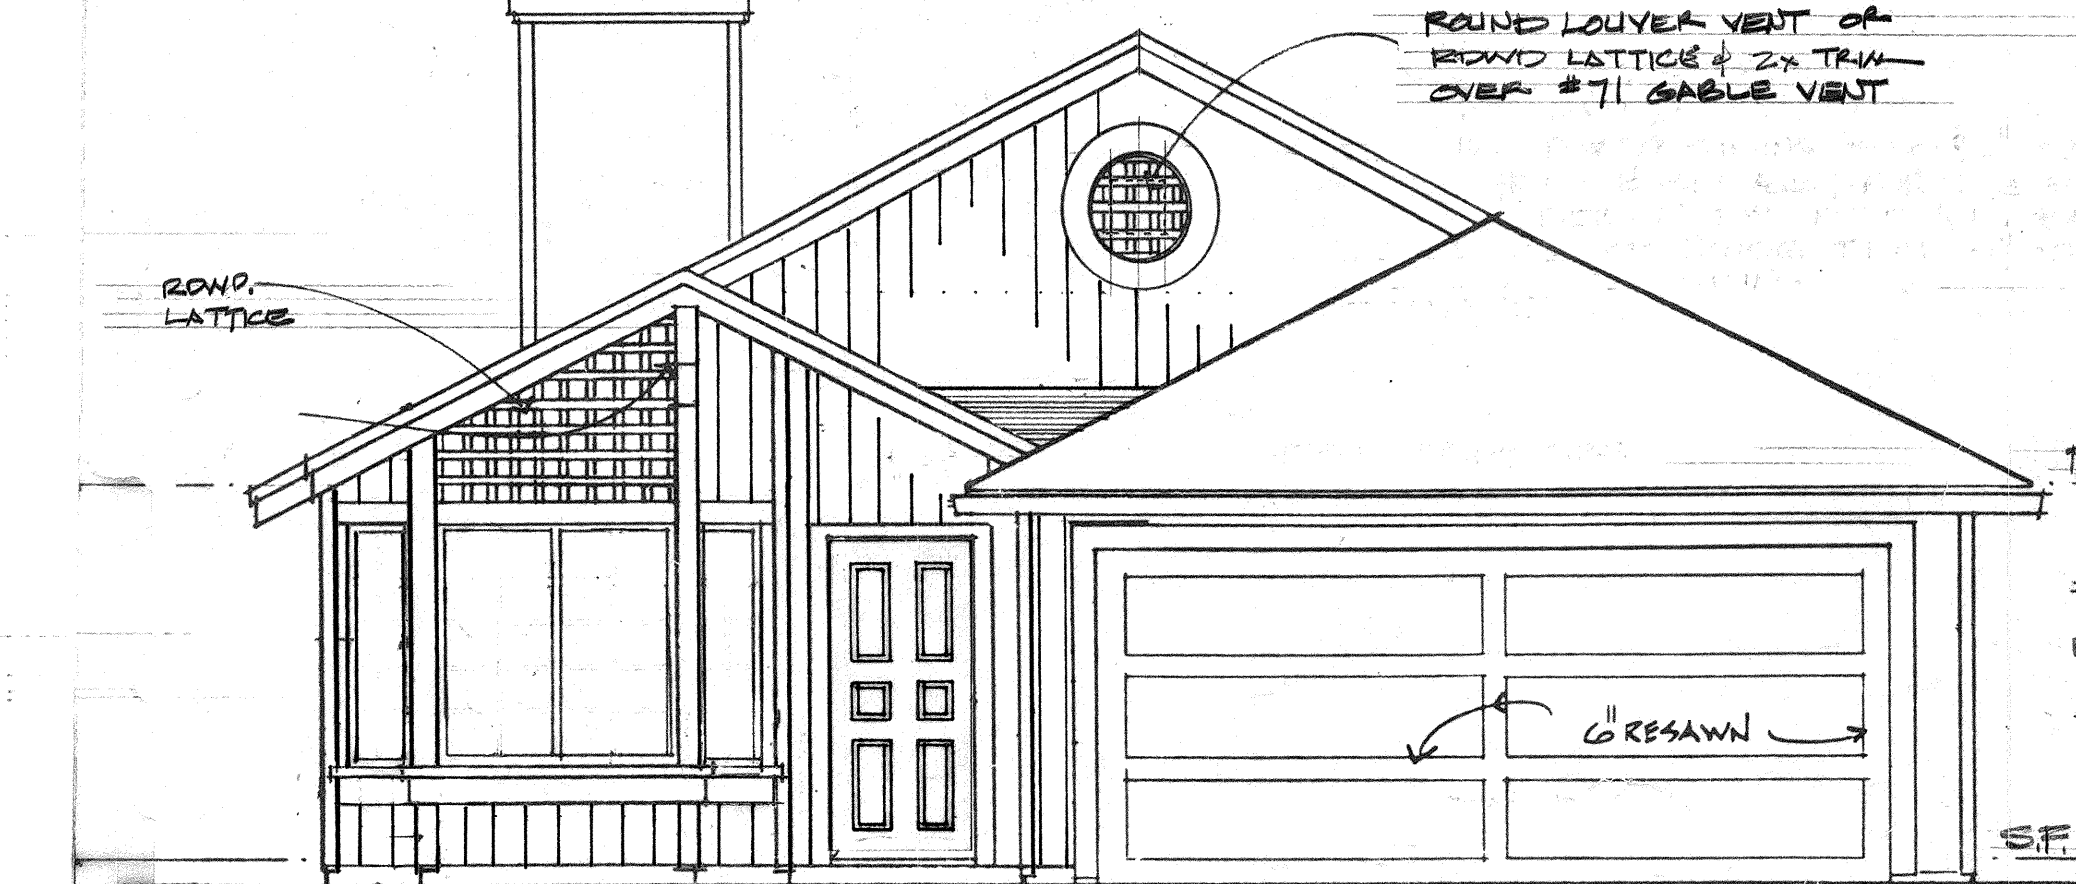 ROUND LOUVER VENT OR
RDWD LATTICE & 2x TRIM
OVER #71 GABLE VENT
RDWD.
LATTICE
6" RESAWN
S.F.